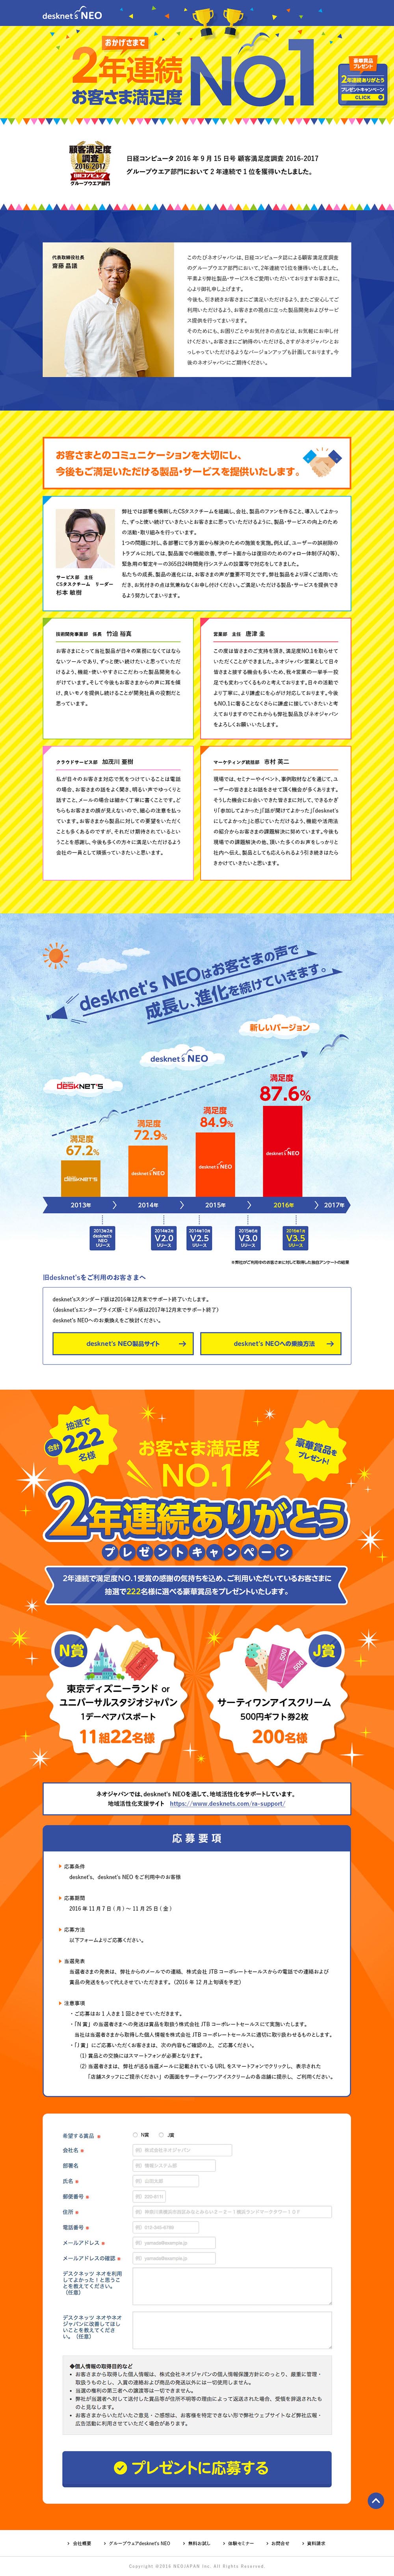 desknet's NEO
おかげさまで
2年連続
お客さま満足度
NO.1
豪華賞品
プレゼント
2年連続ありがとう
プレゼントキャンペーン
CLICK
顧客満足度
調査
2016-2017
日経コンピュータ
グループウエア部門
日経コンピュータ 2016 年 9 月 15 日号 顧客満足度調査 2016-2017
グループウエア部門において 2 年連続で 1 位を獲得いたしました。
代表取締役社長
齋藤 晶議
このたびネオジャパンは、日経コンピュータ誌による顧客満足度調査
のグループウエア部門において、2年連続で1位を獲得いたしました。
平素より弊社製品・サービスをご愛用いただいておりますお客さまに、
心より御礼申し上げます。
今後も、引き続きお客さまにご満足いただけるよう、またご安心してご
利用いただけるよう、お客さまの視点に立った製品開発およびサービ
ス提供を行ってまいります。
そのためにも、お困りごとやお気付きの点などは、お気軽にお申し付
けください。お客さまにご納得のいただける、さすがネオジャパンとお
っしゃっていただけるようなバージョンアップも計画しております。今
後のネオジャパンにご期待ください。
お客さまとのコミュニケーションを大切にし、
今後もご満足いただける製品・サービスを提供いたします。
サービス部 主任
CSタスクチーム リーダー
杉本 敏樹
弊社では部署を横断したCSタスクチームを組織し、会社、製品のファンを作ること、導入してよかっ
た、ずっと使い続けていきたいとお客さまに思っていただけるように、製品・サービスの向上のため
の活動・取り組みを行っています。
1つの問題に対し、各部署にて多方面から解決のための施策を実施。例えば、ユーザーの誤削除の
トラブルに対しては、製品面での機能改善、サポート面からは復旧のためのフォロー体制(FAQ等)、
緊急用の暫定キーの365日24時間発行システムの設置等での対応をしてきました。
私たちの成長、製品の進化には、お客さまの声が重要不可欠です。弊社製品をより深くご活用いた
だき、お気付きの点は気兼ねなくお申し付けください。ご満足いただける製品・サービスを提供でき
るよう努力してまいります。
技術開発事業部 係長 竹迫 裕真
お客さまにとって当社製品が日々の業務になくてはなら
ないツールであり、ずっと使い続けたいと思っていただ
けるよう、機能・使いやすさにこだわった製品開発を心
がけています。そして今後もお客さまからの声に耳を傾
け、良いモノを提供し続けることが開発社員の役割だと
思っています。
営業部 主任 唐津 圭
この度は皆さまのご支持を頂き、満足度NO.1を取らせて
いただくことができました。ネオジャパン営業として日々
皆さまと接する機会も多いため、我々営業の一挙手一投
足でも変わってくるものと考えております。日々の活動で
より丁寧に、より謙虚に心がけ対応しております。今後
もNO.1に奢ることなくさらに謙虚に接していきたいと考
えておりますのでこれからも弊社製品及びネオジャパン
をよろしくお願いいたします。
クラウドサービス部 加茂川 亜樹
私が日々のお客さま対応で気をつけていることは電話
の場合、お客さまの話をよく聞き、明るい声でゆっくりと
話すこと、メールの場合は細かく丁寧に書くことです。ど
ちらもお客さまの顔が見えないので、細心の注意を払っ
ています。お客さまから製品に対しての要望をいただく
ことも多くあるのですが、それだけ期待されているとい
うことを感謝し、今後も多くの方々に満足いただけるよう
会社の一員として頑張っていきたいと思います。
マーケティング統括部 市村 英二
現場では、セミナーやイベント、事例取材などを通じて、ユ
ーザーの皆さまとお話をさせて頂く機会が多くあります。
そうした機会にお会いできた皆さまに対して、できるかぎ
り「参加してよかった」「話が聞けてよかった」「desknet's
にしてよかった」と感じていただけるよう、機能や活用法
の紹介からお客さまの課題解決に努めています。今後も
現場での課題解決の他、頂いた多くのお声をしっかりと
社内へ伝え、製品としても応えられるよう引き続きはたら
きかけていきたいと思います。
desknet's NEOはお客さまの声で
成長し、進化を続けていきます。
新しいバージョン
desknet's NEO
DESKNET'S
満足度
67.2%
DESKNET'S
満足度
72.9%
desknet's NEO
満足度
84.9%
desknet's NEO
満足度
87.6%
desknet's NEO
2013年
2014年
2015年
2016年
2017年
desknet's
NEO
リリース
V2.0
リリース
V2.5
リリース
V3.0
リリース
V3.5
リリース
※弊社がご利用中のお客さまに対して取得した独自アンケートの結果
旧desknet'sをご利用のお客さまへ
desknet'sスタンダード版は2016年12月末でサポート終了いたします。
(desknet'sエンタープライズ版・ミドル版は2017年12月末でサポート終了)
desknet's NEOへのお乗換えをご検討ください。
desknet's NEO製品サイト
desknet's NEOへの乗換方法
抽選で
合計222
名様
お客さま満足度
NO.1
豪華賞品を
プレゼント!
2年連続ありがとう
プレゼントキャンペーン
2年連続で満足度NO.1受賞の感謝の気持ちを込め、ご利用いただいているお客さまに
抽選で222名様に選べる豪華賞品をプレゼントいたします。
N賞
東京ディズニーランド or
ユニバーサルスタジオジャパン
1デーペアパスポート
11組22名様
J賞
500
500
サーティワンアイスクリーム
500円ギフト券2枚
200名様
ネオジャパンでは、desknet's NEOを通して、地域活性化をサポートしています。
地域活性化支援サイト https://www.desknets.com/ra-support/
応募要項
応募条件
desknet's、desknet's NEO をご利用中のお客様
応募期間
2016 年 11 月 7 日 ( 月 ) 〜 11 月 25 日 ( 金 )
応募方法
以下フォームよりご応募ください。
当選発表
当選者さまの発表は、弊社からのメールでの連絡、株式会社 JTB コーポレートセールスからの電話での連絡および
賞品の発送をもって代えさせていただきます。(2016 年 12 月上旬頃を予定)
注意事項
・ご応募はお 1 人さま 1 回とさせていただきます。
・「N 賞」の当選者さまへの発送は賞品を取扱う株式会社 JTB コーポレートセールスにて実施いたします。
当社は当選者さまから取得した個人情報を株式会社 JTB コーポレートセールスに適切に取り扱わせるものとします。
・「J 賞」にご応募いただくお客さまは、次の内容もご確認の上、ご応募ください。
(1) 賞品との交換にはスマートフォンが必要となります。
(2) 当選者さまは、弊社が送る当選メールに記載されている URL をスマートフォンでクリックし、表示された
「店舗スタッフにご提示ください」の画面をサーティーワンアイスクリームの各店舗に提示し、ご利用ください。
希望する賞品
N賞
J賞
会社名
例) 株式会社ネオジャパン
部署名
例) 情報システム部
氏名
例) 山田太郎
郵便番号
住所
電話番号
メールアドレス
例) yamada@example.jp
メールアドレスの確認
例) yamada@example.jp
デスクネッツ ネオを利用
してよかった!と思うこ
とを教えてください。
(任意)
デスクネッツ ネオやネオ
ジャパンに改善してほし
いことを教えてくださ
い。(任意)
◆個人情報の取得目的など
• お客さまから取得した個人情報は、株式会社ネオジャパンの個人情報保護方針にのっとり、厳重に管理・
取扱うものとし、入賞の連絡および商品の発送以外には一切使用しません。
• 当選の権利の第三者への譲渡等は一切できません。
• 弊社が当選者へ対して送付した賞品等が住所不明等の理由によって返送された場合、受領を辞退されたも
のと見なします。
• お客さまからいただいたご意見・ご感想は、お客様を特定できない形で弊社ウェブサイトなど弊社広報・
広告活動に利用させていただく場合があります。
プレゼントに応募する
会社概要
グループウェアdesknet's NEO
無料お試し
体験セミナー
お問合せ
資料請求
Copyright ©2016 NEOJAPAN Inc. All Rights Reserved.